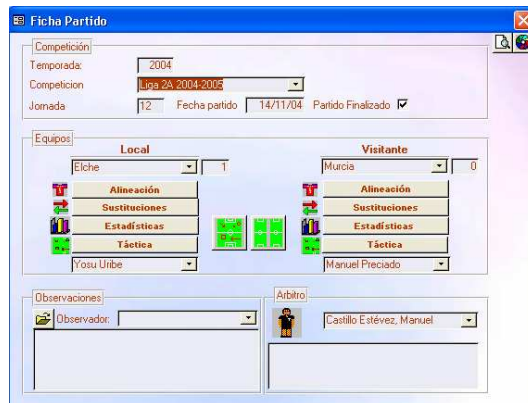 Ficha Partido
Competición
Temporada: 2004
Competicion Liga 2A 2004-2005
Jornada 12 Fecha partido 14/11/04 Partido Finalizado
Equipos
Local Visitante
Elche 1 Murcia 0
Alineación Alineación
Sustituciones Sustituciones
Estadísticas Estadísticas
Táctica Táctica
Yosu Uribe Manuel Preciado
Observaciones Arbitro
Observador: Castillo Estévez, Manuel